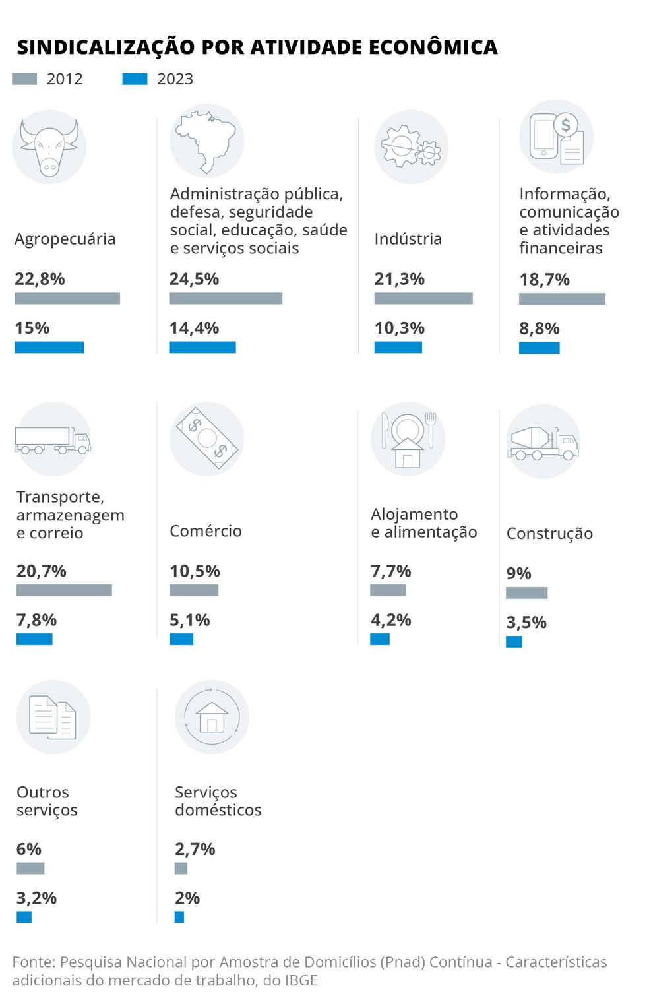 SINDICALIZAÇÃO POR ATIVIDADE ECONÔMICA
2012
2023
Agropecuária
22,8%
15%
Administração pública,
defesa, seguridade
social, educação, saúde
e serviços sociais
24,5%
14,4%
Indústria
21,3%
10,3%
$
Informação,
comunicação
e atividades
financeiras
18,7%
8,8%
Transporte,
armazenagem
e correio
20,7%
7,8%
$
$
Comércio
10,5%
5,1%
Alojamento
e alimentação
7,7%
4,2%
Construção
9%
3,5%
Outros
serviços
6%
3,2%
Serviços
domésticos
2,7%
2%
Fonte: Pesquisa Nacional por Amostra de Domicílios (Pnad) Contínua - Características
adicionais do mercado de trabalho, do IBGE